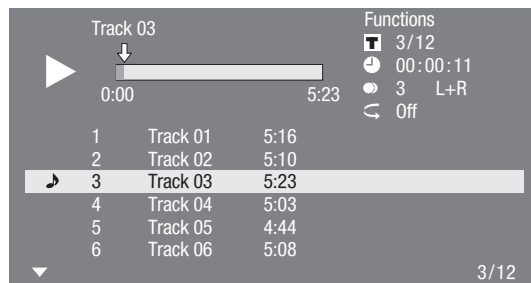 Track 03
0:00 5:23
Functions
T 3/12
00:00:11
3 L+R
Off
1 Track 01 5:16
2 Track 02 5:10
3 Track 03 5:23
4 Track 04 5:03
5 Track 05 4:44
6 Track 06 5:08
3/12